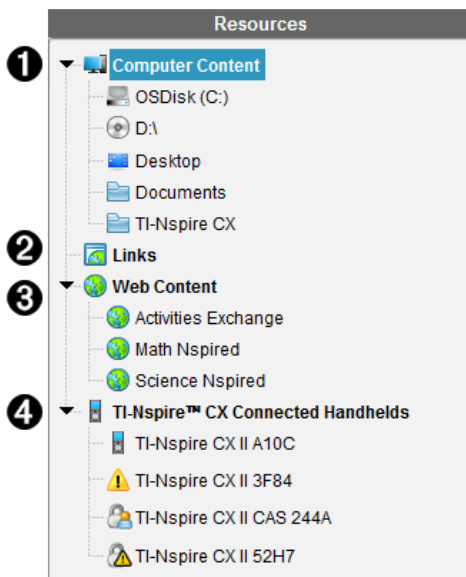 Resources
1 Computer Content
OSDisk (C:)
D:\
Desktop
Documents
TI-Nspire CX
2 Links
3 Web Content
Activities Exchange
Math Nspired
Science Nspired
4 TI-Nspire™ CX Connected Handhelds
TI-Nspire CX II A10C
TI-Nspire CX II 3F84
TI-Nspire CX II CAS 244A
TI-Nspire CX II 52H7